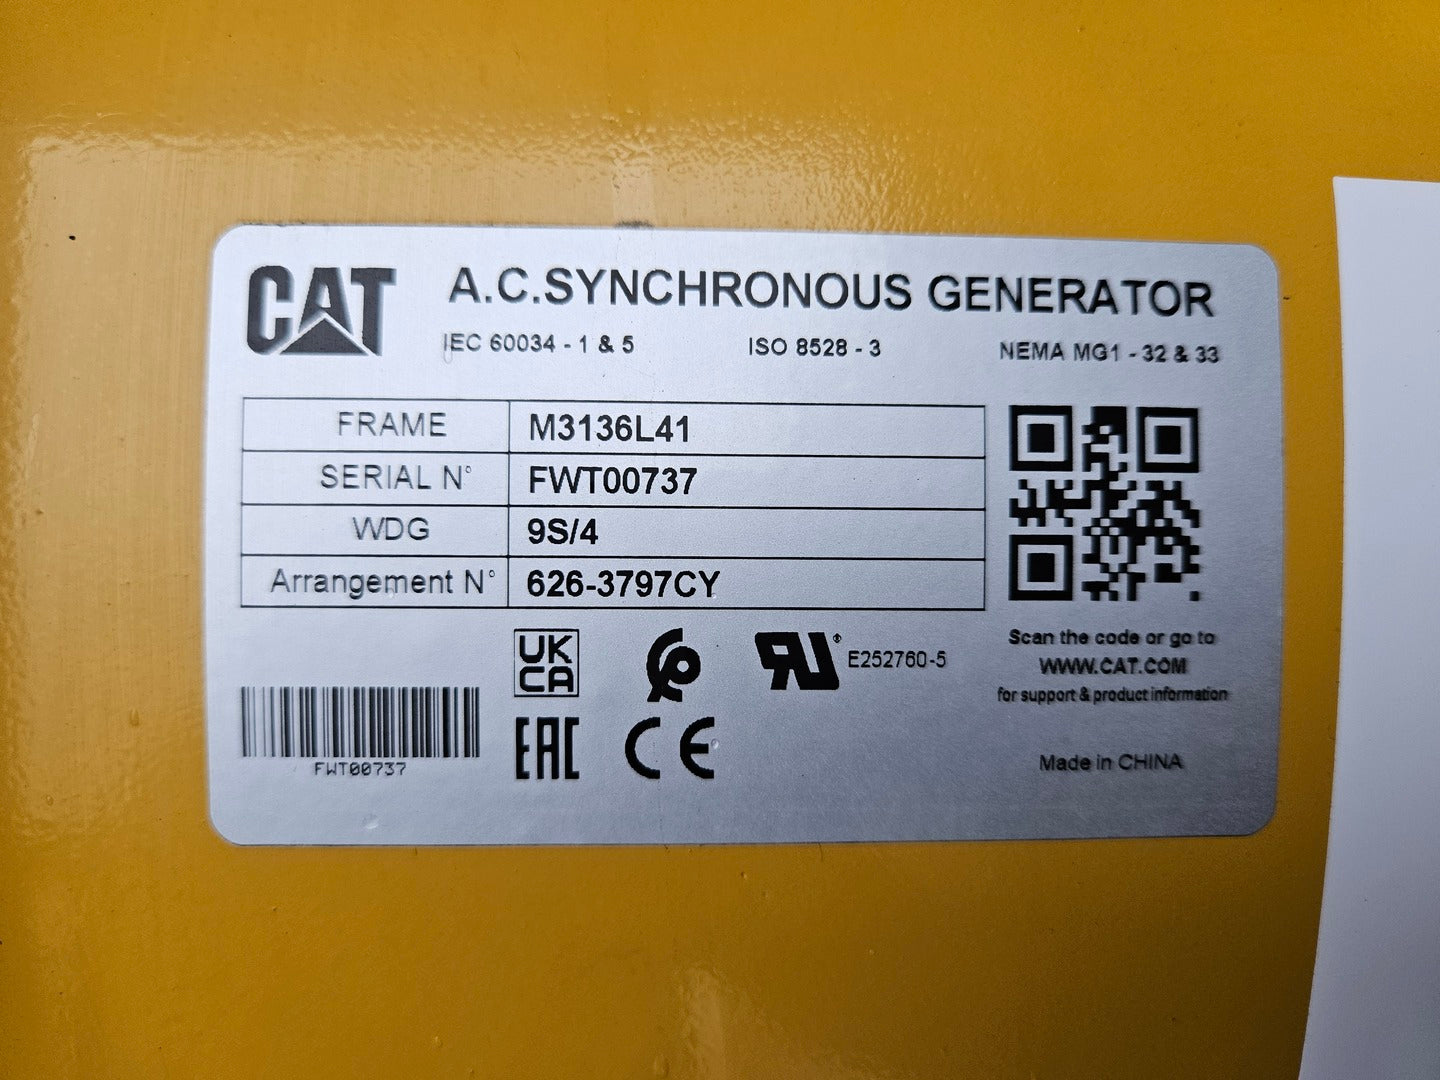 CAT
A.C.SYNCHRONOUS GENERATOR
IEC 60034 - 1 & 5 ISO 8528 - 3 NEMA MG1 - 32 & 33
FRAME M3136L41
SERIAL N° FWT00737
WDG 9S/4
Arrangement N° 626-3797CY
UK
CA
RU® E252760-5
EAC CE
FWT00737
Scan the code or go to
WWW.CAT.COM
for support & product information
Made in CHINA